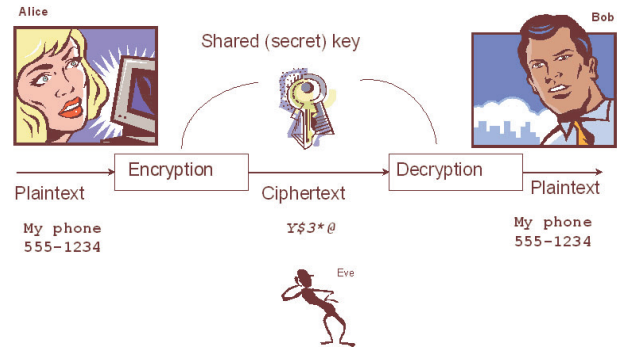 Alice
Bob
Shared (secret) key
Encryption
Decryption
Plaintext
Ciphertext
Plaintext
My phone
555-1234
Y$3*@
My phone
555-1234
Eve